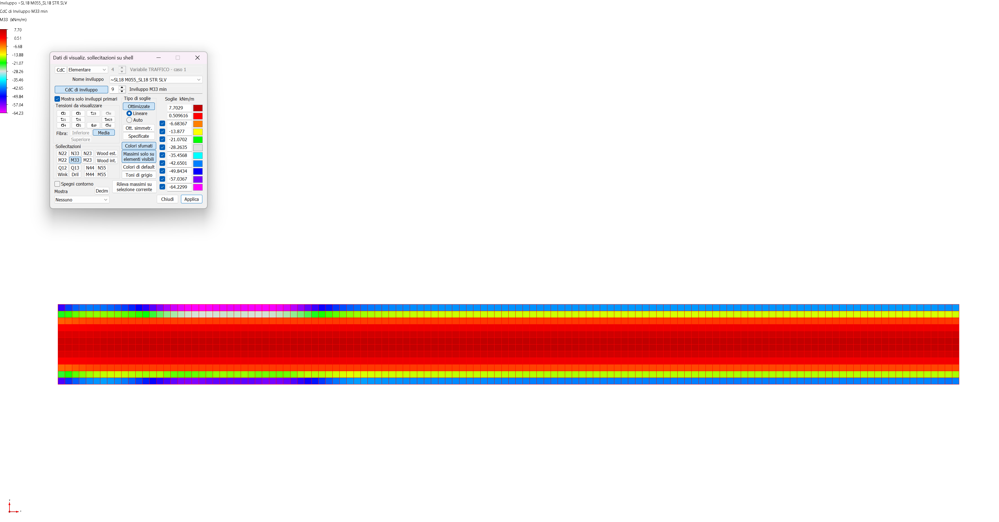 Inviluppo ~SL18 M055_SL18 STR SLV
CdC di Inviluppo M33 min
M33 (kNm/m)
7.70
0.51
-6.68
-13.88
-21.07
-28.26
-35.46
-42.65
-49.84
-57.04
-64.23
Dati di visualiz. sollecitazioni su shell
CdC Elementare 4 Variabile TRAFFICO - caso 1
Nome inviluppo ~SL18 M055_SL18 STR SLV
CdC di inviluppo 9 Inviluppo M33 min
Mostra solo inviluppi primari
Tensioni da visualizzare
σ2 σ3 τ23 σM
τ21 τ31 τM23
σ4 σ5 εdp σid
Fibra: Inferiore Media
Superiore
Sollecitazioni
N22 N33 N23 Wood est.
M22 M33 M23 Wood int.
Q12 Q13 N44 N55
Wink Dril M44 M55
Spegni contorno
Mostra Decim
Nessuno
Tipo di soglie
Ottimizzate
Lineare
Auto
Ott. simmetr.
Specificate
Colori sfumati
Massimi solo su
elementi visibili
Colori di default
Toni di grigio
Rileva massimi su
selezione corrente
Soglie kNm/m
7.7029
0.509616
-6.68367
-13.877
-21.0702
-28.2635
-35.4568
-42.6501
-49.8434
-57.0367
-64.2299
Chiudi Applica
y
x